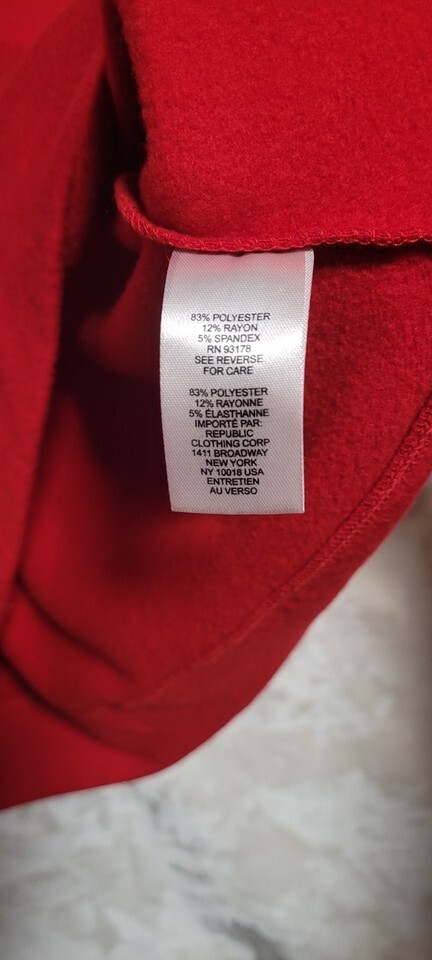 83% POLYESTER
12% RAYON
5% SPANDEX
RN 93178
SEE REVERSE
FOR CARE
83% POLYESTER
12% RAYONNE
5% ÉLASTHANNE
IMPORTÉ PAR:
REPUBLIC
CLOTHING CORP
1411 BROADWAY
NEW YORK
NY 10018 USA
ENTRETIEN
AU VERSO